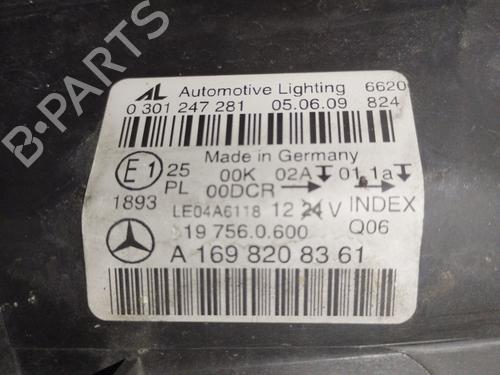 AL Automotive Lighting 6620
0 301 247 281 05.06.09 824
Made in Germany
E1 25 00K 02A 01 1a
PL 00DCR
1893 LE04A6118 12 24 V INDEX
19 756 0.600 Q06
A 169 820 83 61
B-PARTS